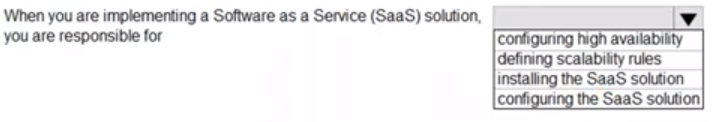 When you are implementing a Software as a Service (SaaS) solution,
you are responsible for
configuring high availability
defining scalability rules
installing the SaaS solution
configuring the SaaS solution